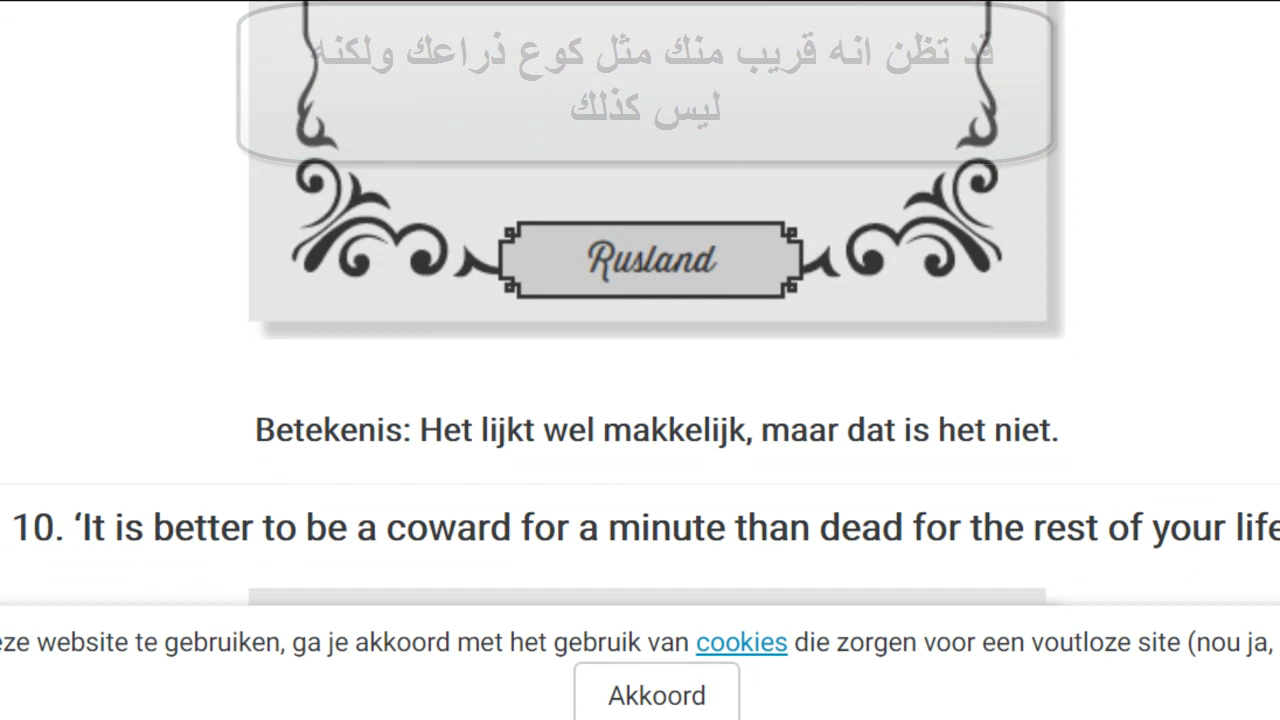 قد تظن انه قريب منك مثل كوع ذراعك ولكنه
ليس كذلك
Rusland
Betekenis: Het lijkt wel makkelijk, maar dat is het niet.
10. ‘It is better to be a coward for a minute than dead for the rest of your life
eze website te gebruiken, ga je akkoord met het gebruik van cookies die zorgen voor een voutloze site (nou ja,
Akkoord